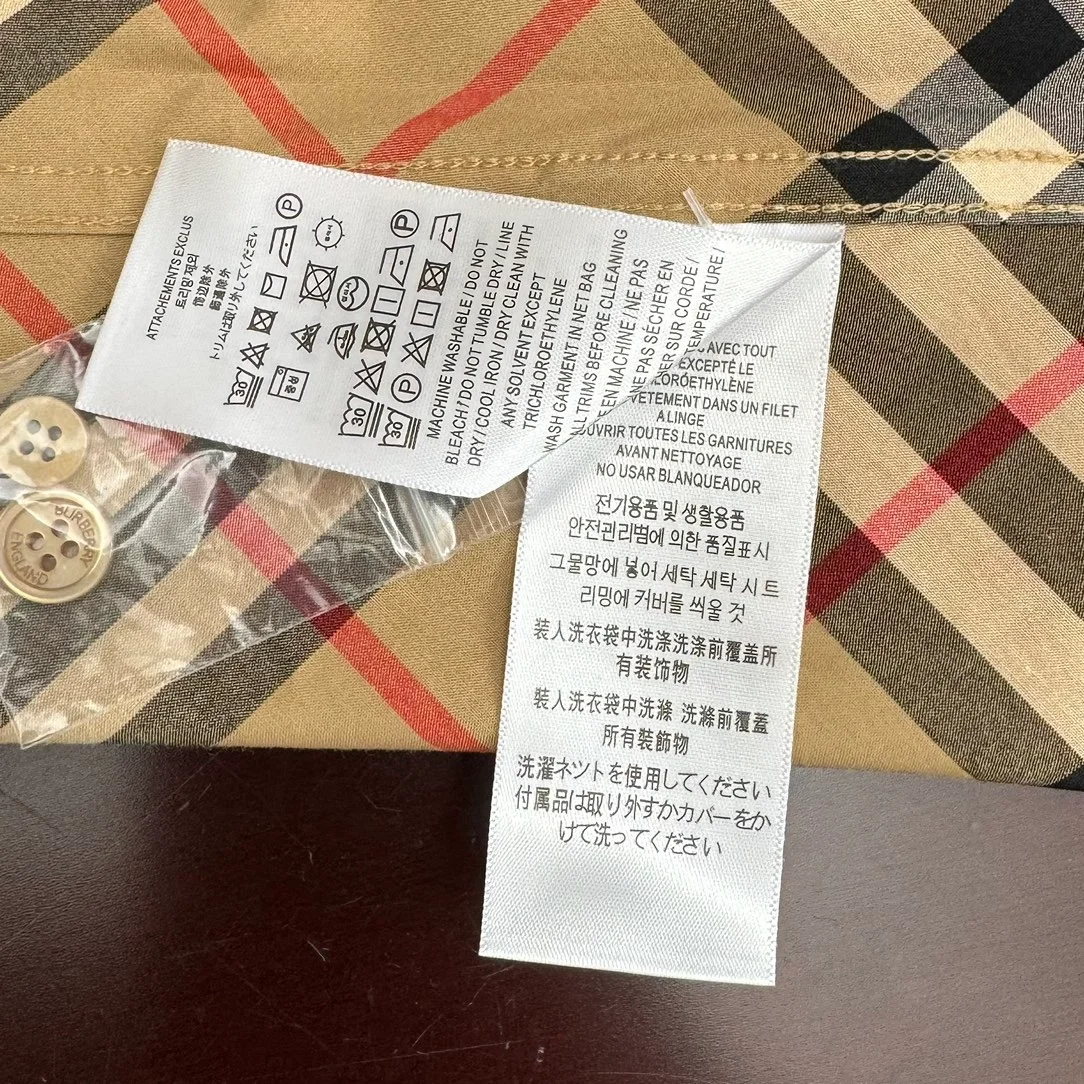 ATTACHEMENTS EXCLUS
트리밍 제외
修边除外
トリムは取り外してください
30
30
30
P
P
P
MACHINE WASHABLE / DO NOT
BLEACH / DO NOT TUMBLE DRY / LINE
DRY / COOL IRON / DRY CLEAN WITH
ANY SOLVENT EXCEPT
TRICHLOROETHYLENE
WASH GARMENT IN NET BAG
ALL TRIMS BEFORE CLLEANING
EN MACHINE / NE PAS
NE PAS SÉCHER EN
SUR CORDE /
TEMPERATURE /
AVEC TOUT
EXCEPTÉ LE
VÊTEMENT DANS UN FILET
A LINGE
TOUTES LES GARNITURES
AVANT NETTOYAGE
NO USAR BLANQUEADOR
전기용품 및 생활용품
안전관리법에 의한 품질표시
그물망에 넣어 세탁 세탁 시 트
리밍에 커버를 씌울 것
装人洗衣袋中洗涤洗涤前覆盖所
有装饰物
裝人洗衣袋中洗滌 洗滌前覆蓋
所有裝飾物
洗濯ネツトを使用してください
付属品は取り外すかカバーをか
けて洗ってください
BURBERRY
ENGLAND